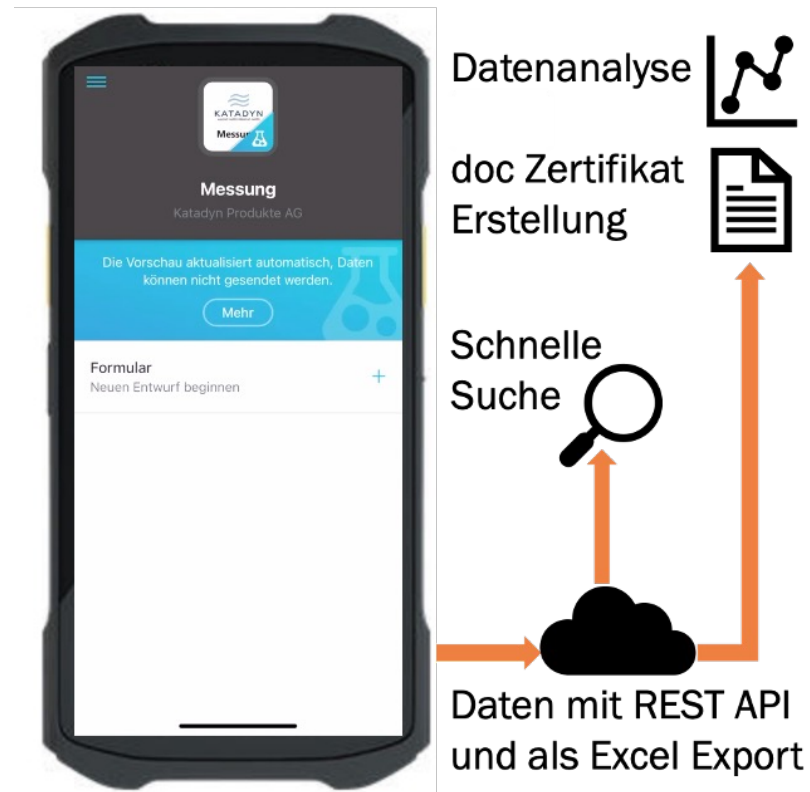 KATADYN
Messung
Katadyn Produkte AG
Die Vorschau aktualisiert automatisch, Daten
können nicht gesendet werden.
Mehr
Formular
Neuen Entwurf beginnen
+
Datenanalyse
doc Zertifikat
Erstellung
Schnelle
Suche
Daten mit REST API
und als Excel Export